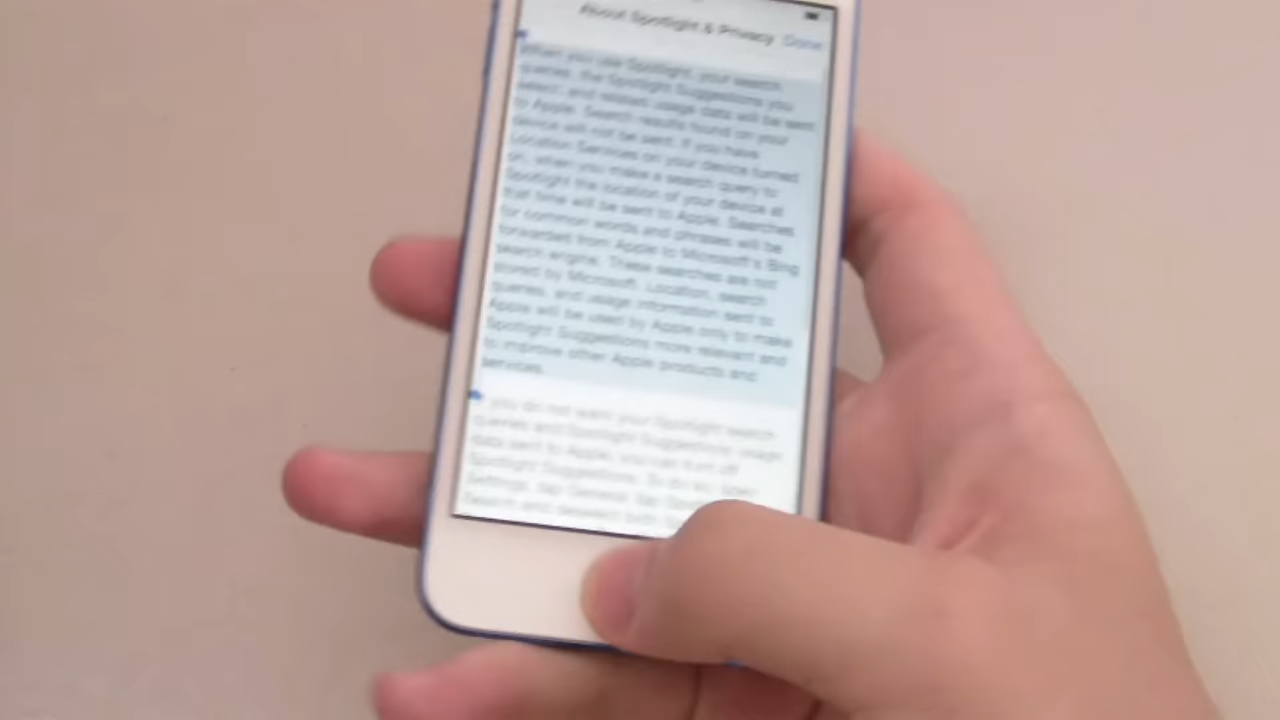 About Spotlight & Privacy Done
When you use Spotlight, your search
queries, the Spotlight Suggestions you
select, and related usage data will be sent
to Apple. Search results found on your
device will not be sent. If you have
Location Services on your device turned
on, when you make a search query to
Spotlight the location of your device at
that time will be sent to Apple. Searches
for common words and phrases will be
forwarded from Apple to Microsoft's Bing
search engine. These searches are not
stored by Microsoft. Location, search
queries, and usage information sent to
Apple will be used by Apple only to make
Spotlight Suggestions more relevant and
to improve other Apple products and
services.
you do not want your Spotlight search
queries and Spotlight Suggestions usage
data sent to Apple, you can turn off
Spotlight Suggestions. To do so, open
Settings, tap General, tap